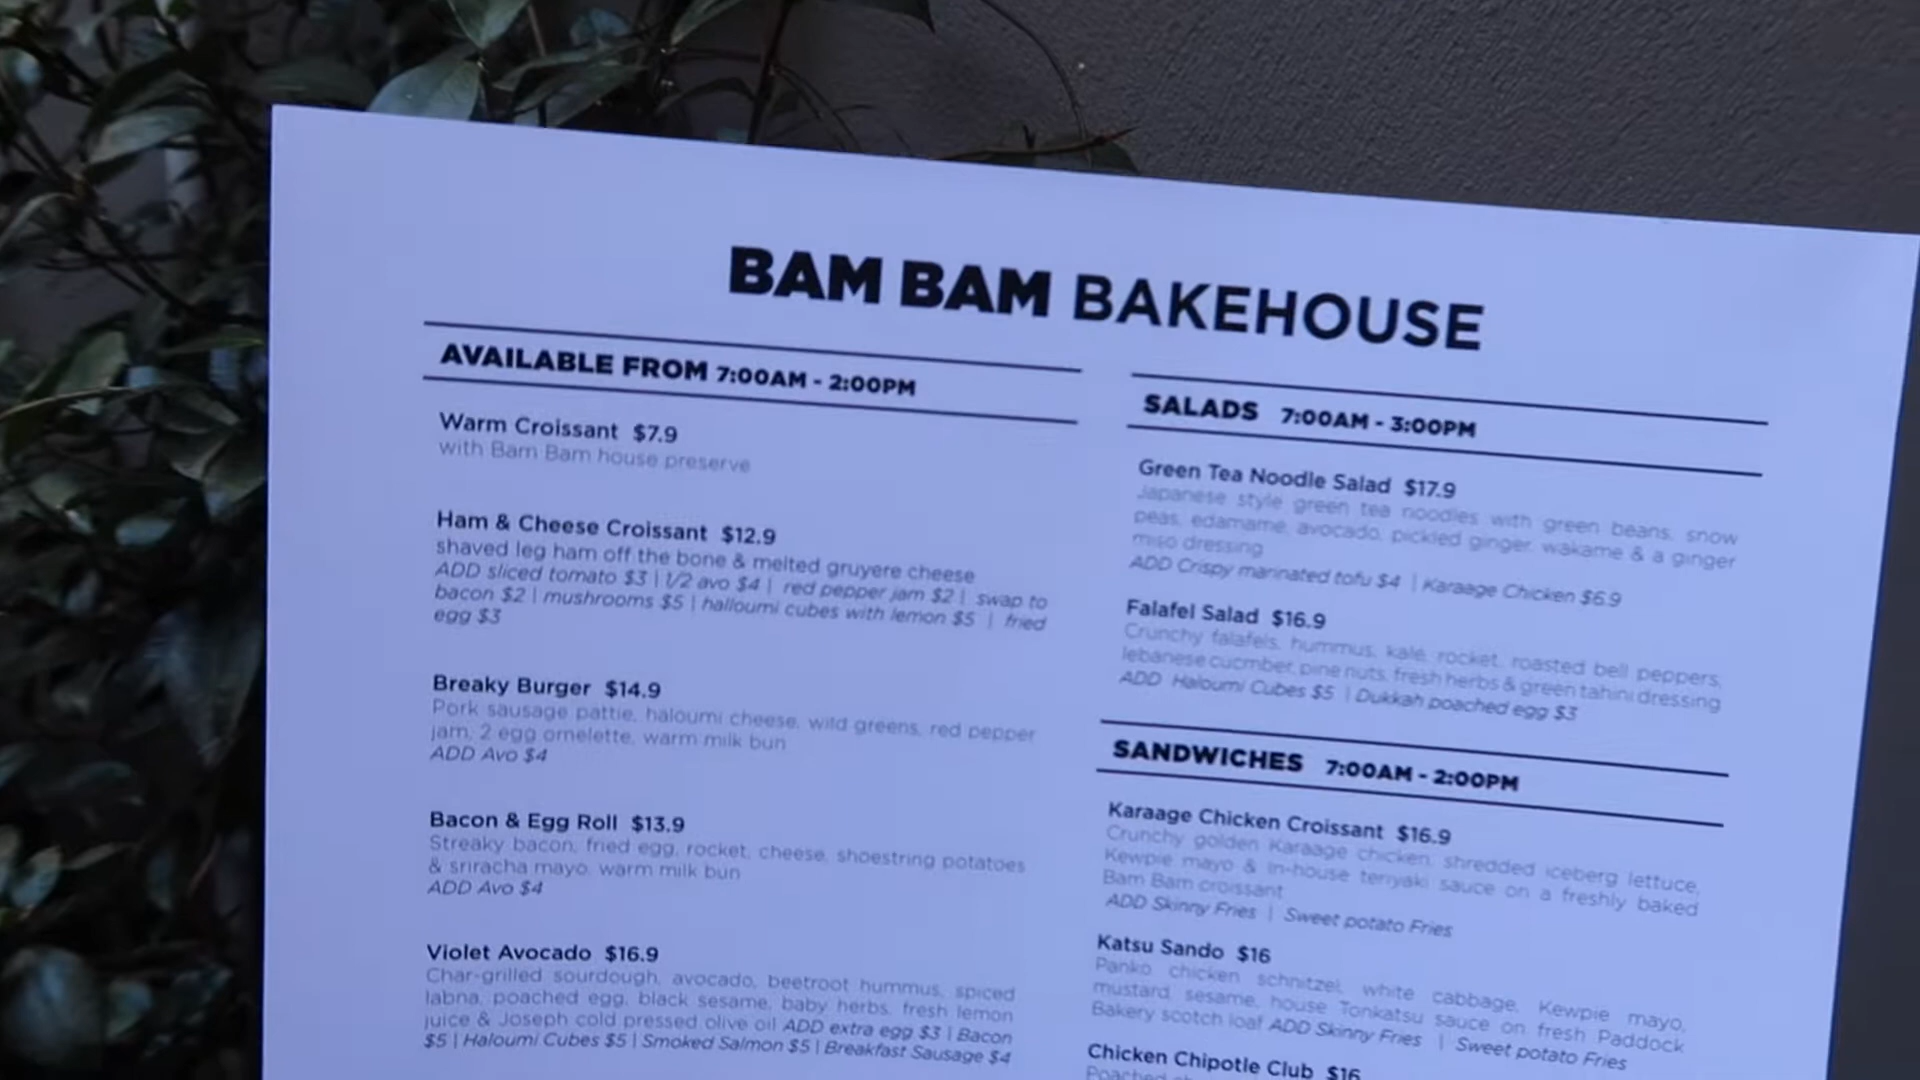 BAM BAM BAKEHOUSE
AVAILABLE FROM 7:00AM - 2:00PM
Warm Croissant $7.9
with Bam Bam house preserve
Ham & Cheese Croissant $12.9
shaved leg ham off the bone & melted gruyere cheese
ADD sliced tomato $3 | 1/2 avo $4 | red pepper jam $2 | swap to
bacon $2 | mushrooms $5 | halloumi cubes with lemon $5 | fried
egg $3
Breaky Burger $14.9
Pork sausage pattie, haloumi cheese, wild greens, red pepper
jam, 2 egg omelette, warm milk bun
ADD Avo $4
Bacon & Egg Roll $13.9
Streaky bacon, fried egg, rocket, cheese, shoestring potatoes
& sriracha mayo, warm milk bun
ADD Avo $4
Violet Avocado $16.9
Char-grilled sourdough, avocado, beetroot hummus, spiced
labna, poached egg, black sesame, baby herbs, fresh lemon
juice & Joseph cold pressed olive oil ADD extra egg $3 | Bacon
$5 | Haloumi Cubes $5 | Smoked Salmon $5 | Breakfast Sausage $4
SALADS 7:00AM - 3:00PM
Green Tea Noodle Salad $17.9
Japanese style green tea noodles with green beans, snow
peas, edamame, avocado, pickled ginger, wakame & a ginger
miso dressing
ADD Crispy marinated tofu $4 | Karaage Chicken $6.9
Falafel Salad $16.9
Crunchy falafels, hummus, kale, rocket, roasted bell peppers,
lebanese cucmber, pine nuts, fresh herbs & green tahini dressing
ADD Haloumi Cubes $5 | Dukkah poached egg $3
SANDWICHES 7:00AM - 2:00PM
Karaage Chicken Croissant $16.9
Crunchy golden Karaage chicken, shredded iceberg lettuce,
Kewpie mayo & in-house teriyaki sauce on a freshly baked
Bam Bam croissant
ADD Skinny Fries | Sweet potato Fries
Katsu Sando $16
Panko chicken schnitzel, white cabbage, Kewpie mayo,
mustard, sesame, house Tonkatsu sauce on fresh Paddock
Bakery scotch loaf ADD Skinny Fries | Sweet potato Fries
Chicken Chipotle Club $16
Poached